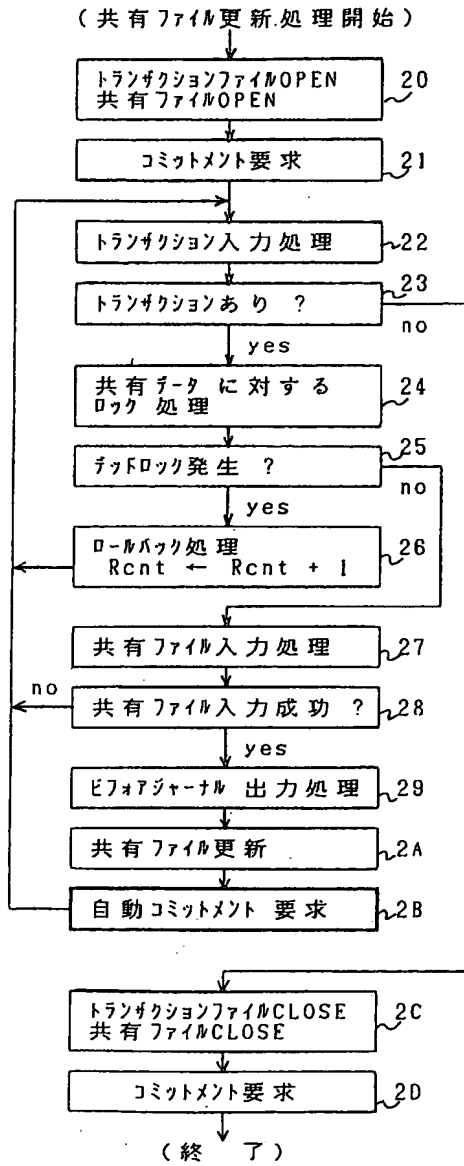 (共有ファイル更新処理開始)
トランザクションファイルOPEN
共有ファイルOPEN
20
コミットメント要求
21
トランザクション入力処理
22
トランザクションあり ?
23
no
yes
共有データ に対する
ロック 処理
24
デッドロック発生 ?
25
no
yes
ロールバック処理
Rcnt ← Rcnt + 1
26
共有ファイル入力処理
27
no
共有ファイル入力成功 ?
28
yes
ビフォアジャーナル 出力処理
29
共有ファイル更新
2A
自動コミットメント 要求
2B
トランザクションファイルCLOSE
共有ファイルCLOSE
2C
コミットメント要求
2D
(終 了)